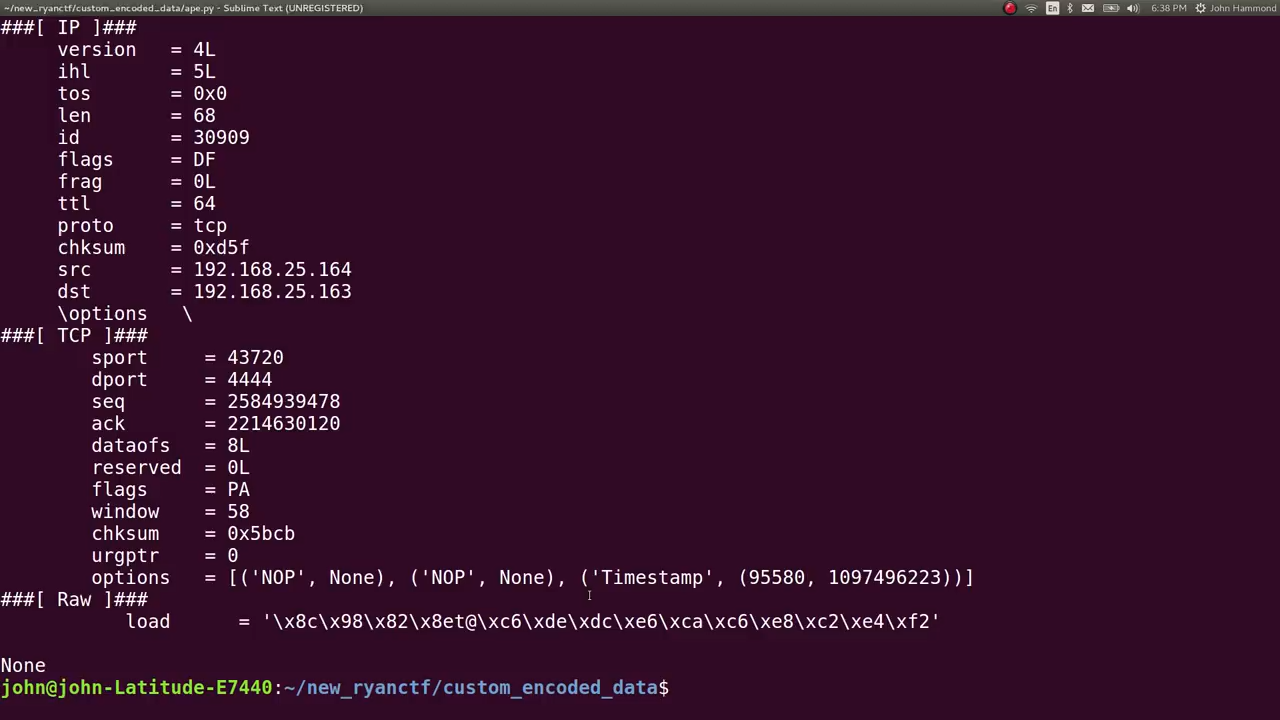 ~/new_ryanctf/custom_encoded_data/ape.py - Sublime Text (UNREGISTERED)
En
6:38 PM
John Hammond
###[ IP ]###
version = 4L
ihl = 5L
tos = 0x0
len = 68
id = 30909
flags = DF
frag = 0L
ttl = 64
proto = tcp
chksum = 0xd5f
src = 192.168.25.164
dst = 192.168.25.163
\options \
###[ TCP ]###
sport = 43720
dport = 4444
seq = 2584939478
ack = 2214630120
dataofs = 8L
reserved = 0L
flags = PA
window = 58
chksum = 0x5bcb
urgptr = 0
options = [('NOP', None), ('NOP', None), ('Timestamp', (95580, 1097496223))]
###[ Raw ]###
load = '\x8c\x98\x82\x8et@\xc6\xde\xdc\xe6\xca\xc6\xe8\xc2\xe4\xf2'
None
john@john-Latitude-E7440:~/new_ryanctf/custom_encoded_data$